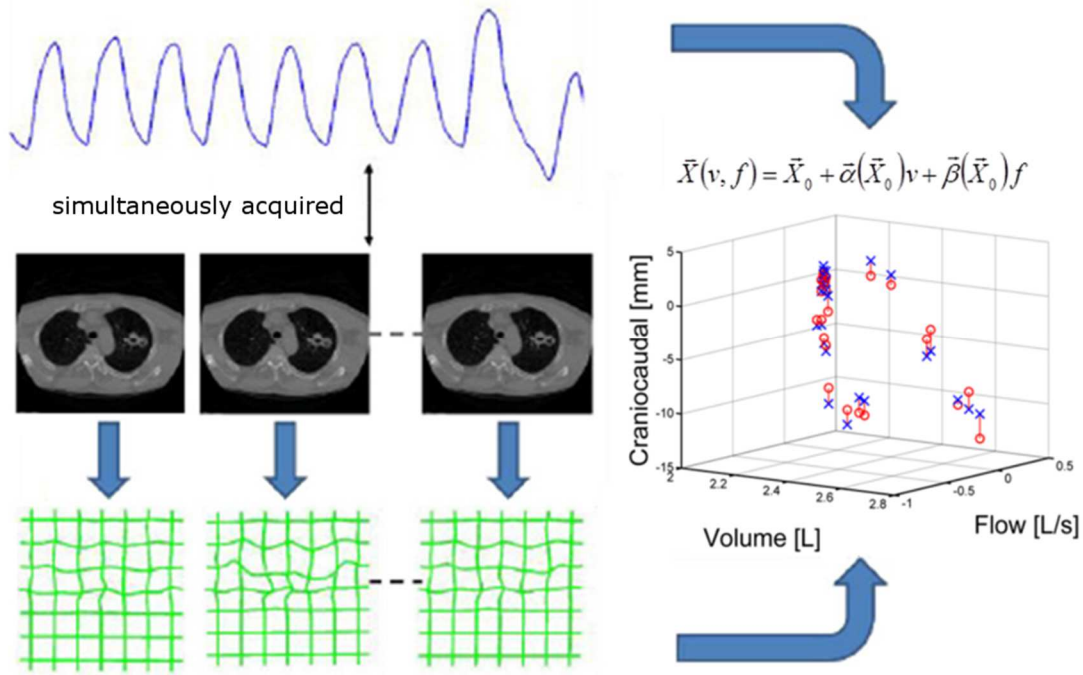 simultaneously acquired
X⃗(v, f) = X⃗₀ + α⃗(X⃗₀)v + β⃗(X⃗₀)f
Craniocaudal [mm]
5
0
-5
-10
-15
2
2.2
2.4
2.6
2.8
Volume [L]
-1
-0.5
0
0.5
Flow [L/s]